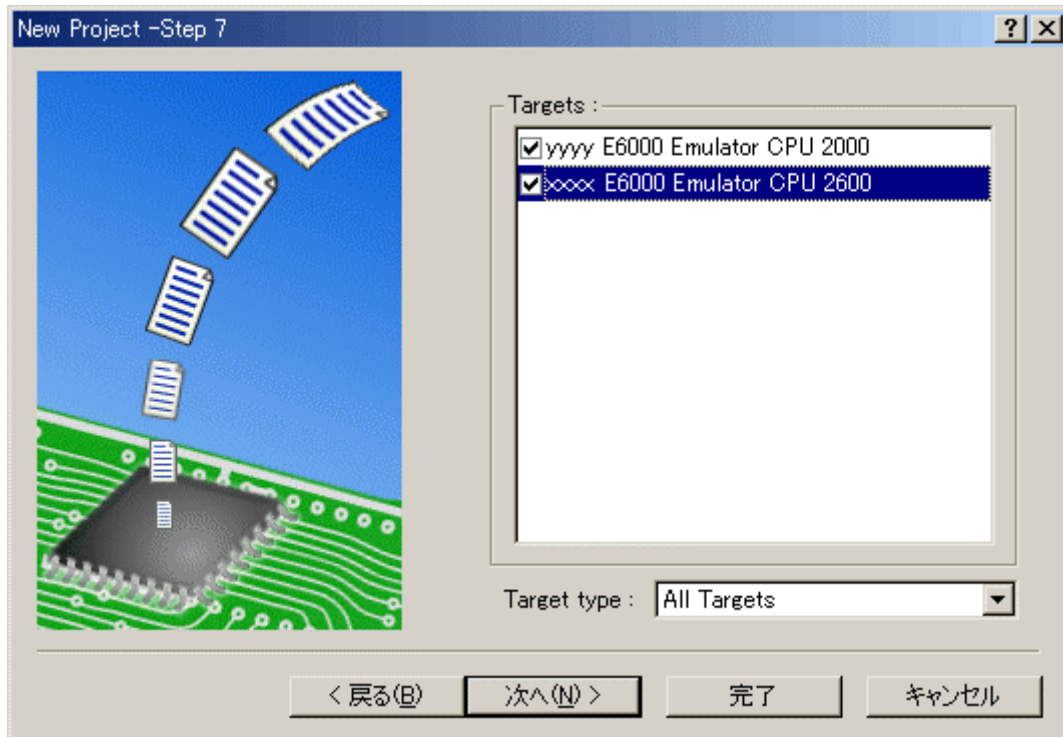 New Project -Step 7
Targets :
yyyy E6000 Emulator CPU 2000
xxxx E6000 Emulator CPU 2600
Target type : All Targets
< 戻る(B) 次へ(N) > 完了 キャンセル